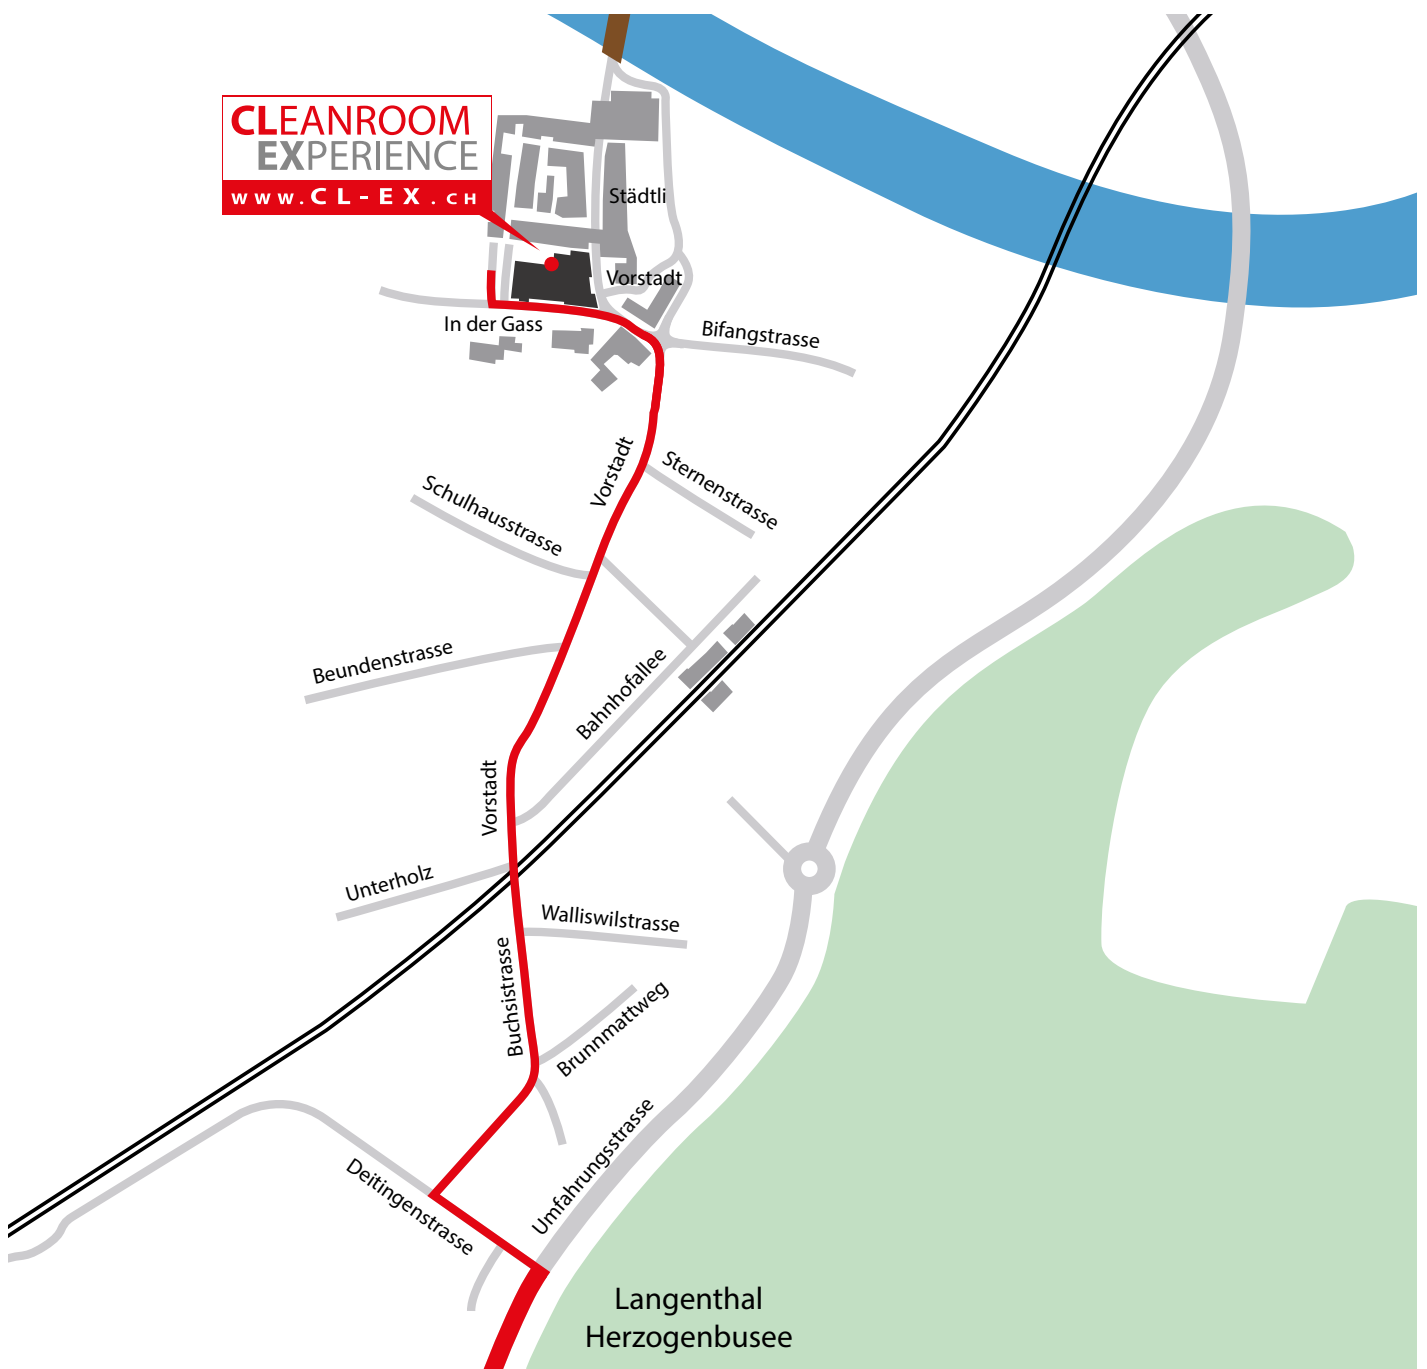 CLEANROOM
EXPERIENCE
www.CL-EX.CH
Städtli
Vorstadt
In der Gass
Bifangstrasse
Vorstadt
Sternenstrasse
Schulhausstrasse
Beundenstrasse
Bahnhofallee
Vorstadt
Unterholz
Walliswilstrasse
Buchsistrasse
Brunnmattweg
Umfahrungsstrasse
Deitingenstrasse
Langenthal
Herzogenbusee